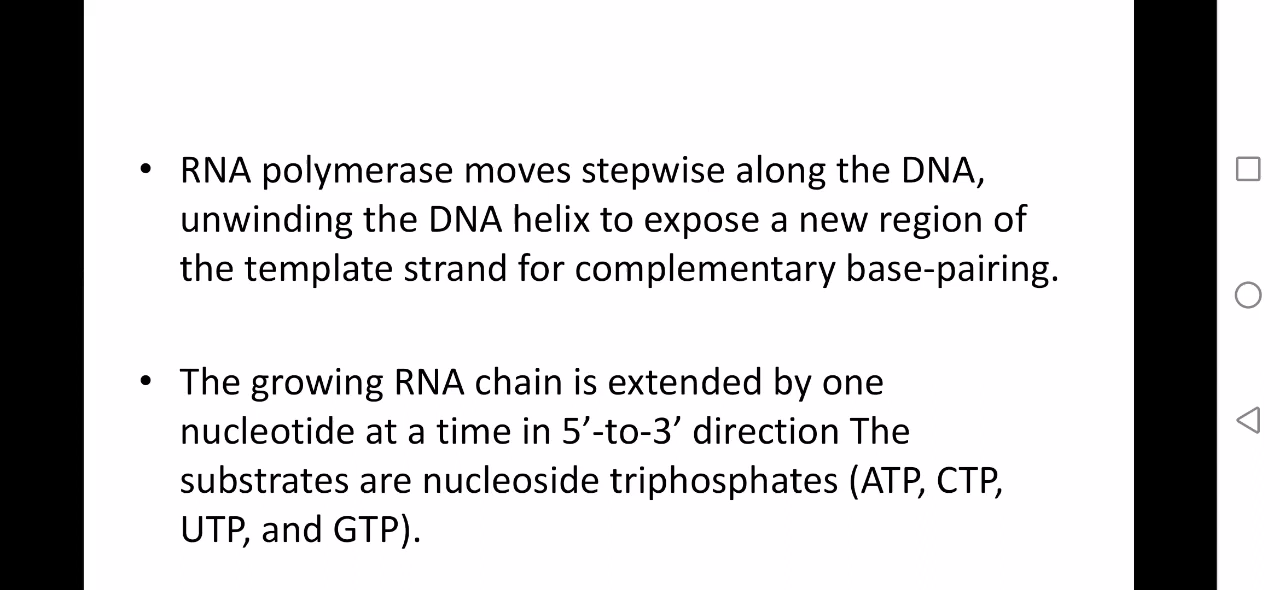 • RNA polymerase moves stepwise along the DNA,
unwinding the DNA helix to expose a new region of
the template strand for complementary base-pairing.
• The growing RNA chain is extended by one
nucleotide at a time in 5’-to-3’ direction The
substrates are nucleoside triphosphates (ATP, CTP,
UTP, and GTP).